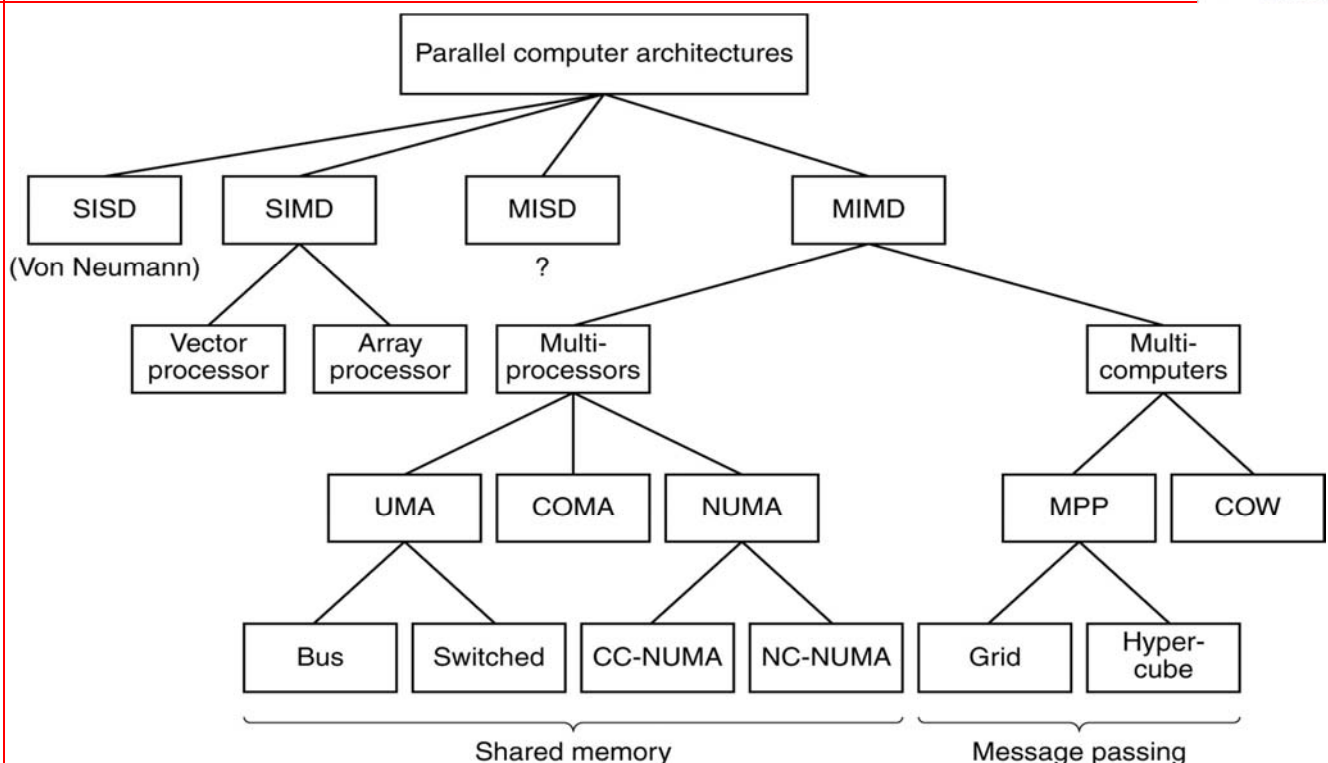 Parallel computer architectures
SISD
SIMD
MISD
MIMD
(Von Neumann)
?
Vector
processor
Array
processor
Multi-
processors
Multi-
computers
UMA
COMA
NUMA
MPP
COW
Bus
Switched
CC-NUMA
NC-NUMA
Grid
Hyper-
cube
Shared memory
Message passing